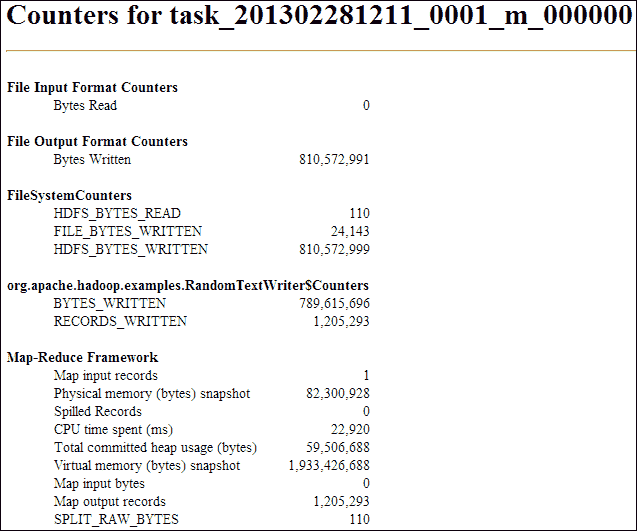 Counters for task_201302281211_0001_m_000000
File Input Format Counters
Bytes Read 0
File Output Format Counters
Bytes Written 810,572,991
FileSystemCounters
HDFS_BYTES_READ 110
FILE_BYTES_WRITTEN 24,143
HDFS_BYTES_WRITTEN 810,572,999
org.apache.hadoop.examples.RandomTextWriter$Counters
BYTES_WRITTEN 789,615,696
RECORDS_WRITTEN 1,205,293
Map-Reduce Framework
Map input records 1
Physical memory (bytes) snapshot 82,300,928
Spilled Records 0
CPU time spent (ms) 22,920
Total committed heap usage (bytes) 59,506,688
Virtual memory (bytes) snapshot 1,933,426,688
Map input bytes 0
Map output records 1,205,293
SPLIT_RAW_BYTES 110